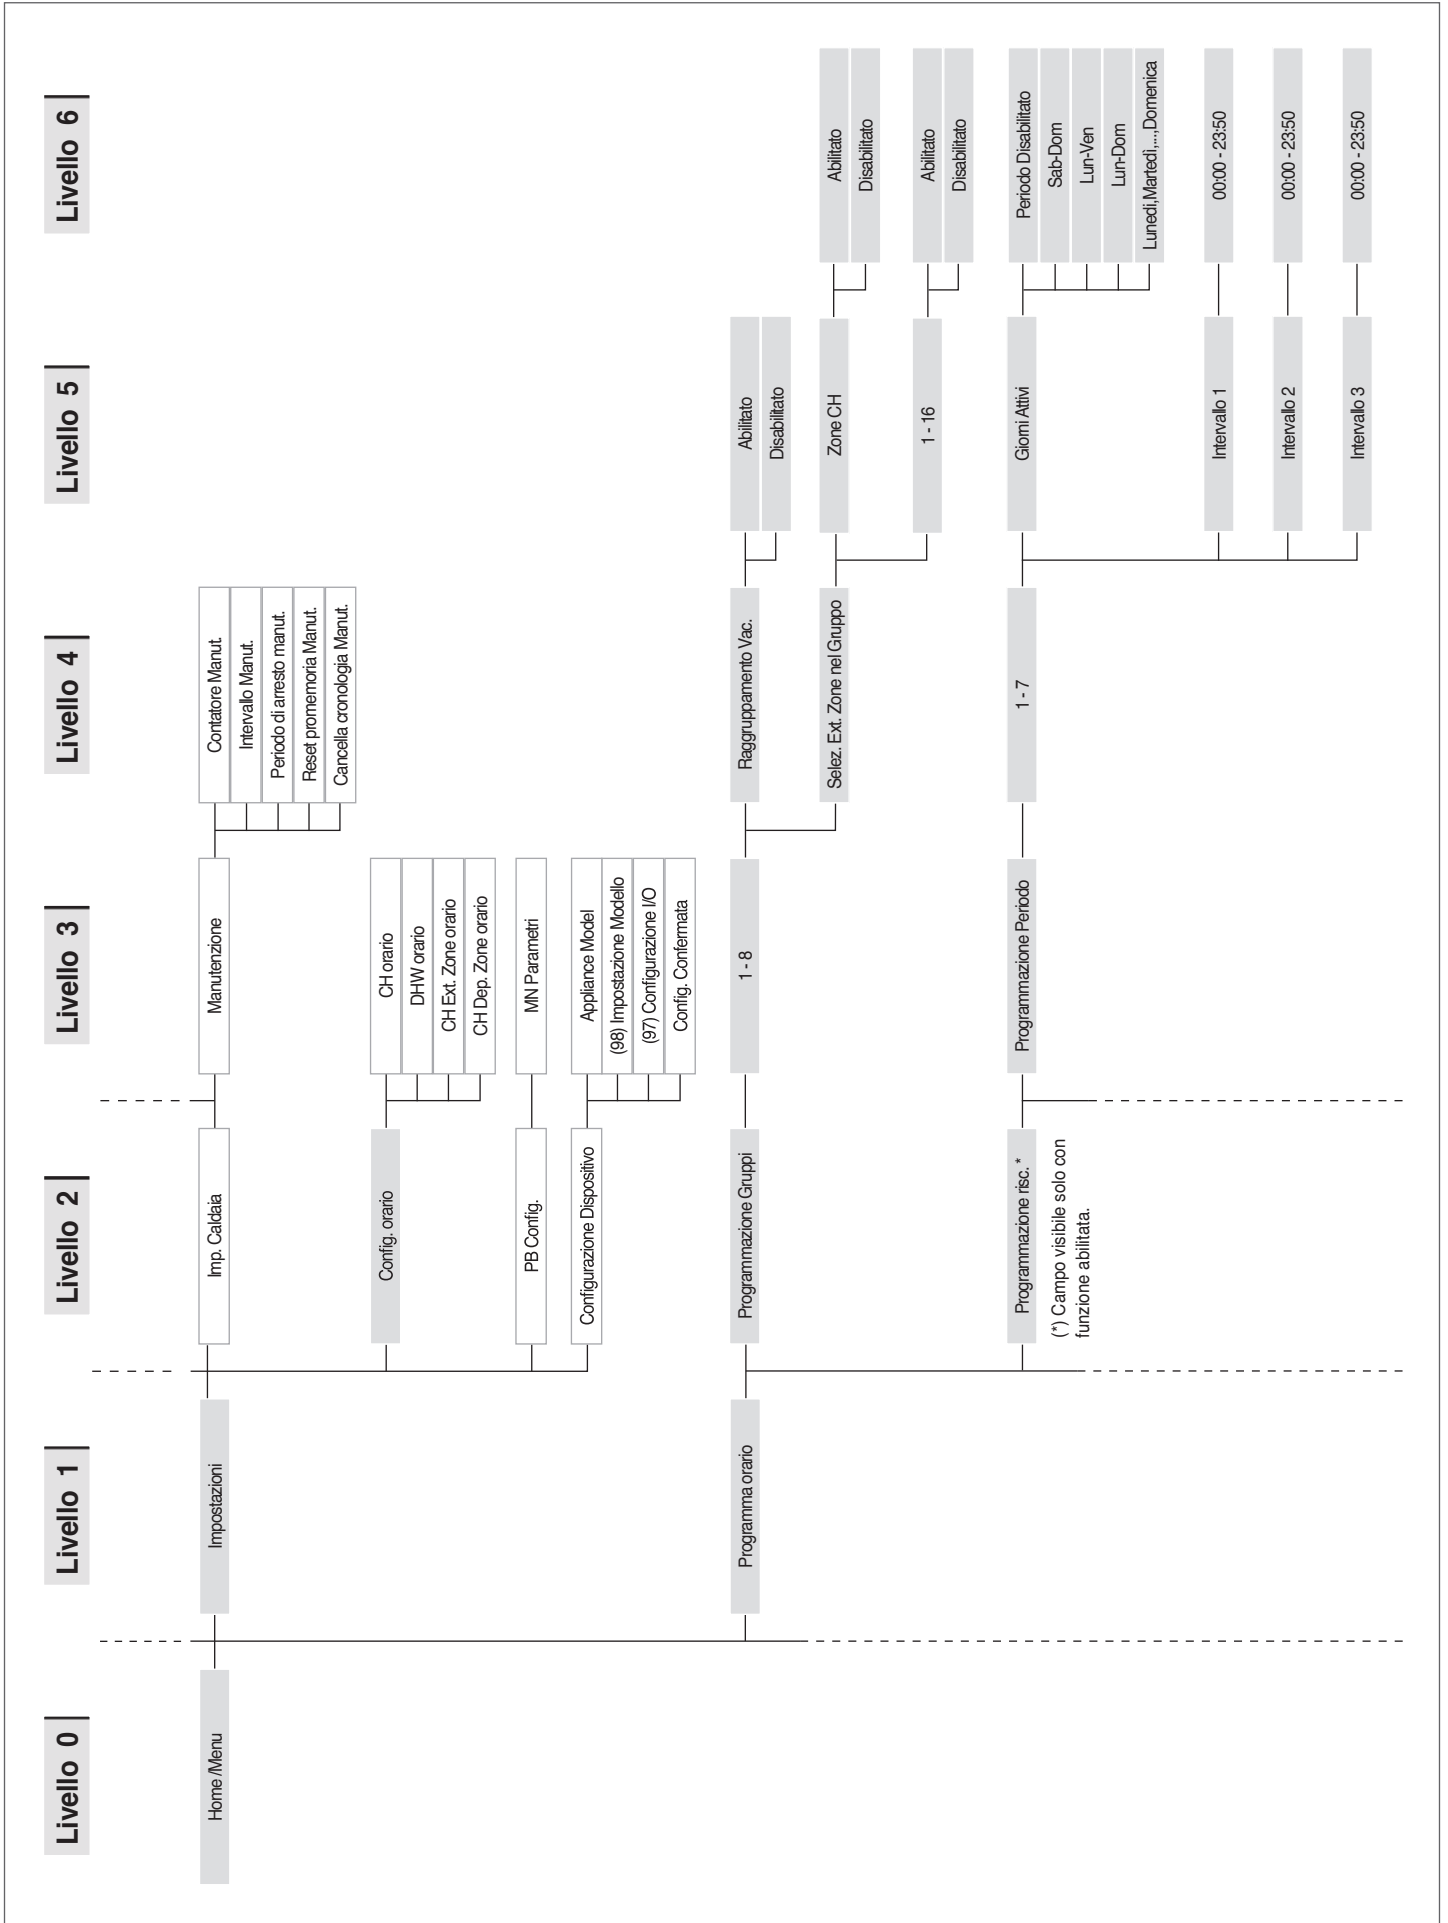 Livello 0
Livello 1
Livello 2
Livello 3
Livello 4
Livello 5
Livello 6
Home /Menu
Impostazioni
Imp. Caldaia
Manutenzione
Contatore Manut.
Intervallo Manut.
Periodo di arresto manut.
Reset promemoria Manut.
Cancella cronologia Manut.
Config. orario
CH orario
DHW orario
CH Ext. Zone orario
CH Dep. Zone orario
PB Config.
MN Parametri
Configurazione Dispositivo
Appliance Model
(98) Impostazione Modello
(97) Configurazione I/O
Config. Confermata
Programma orario
Programmazione Gruppi
1 - 8
Raggruppamento Vac.
Abilitato
Disabilitato
Selez. Ext. Zone nel Gruppo
Zone CH
Abilitato
Disabilitato
1 - 16
Abilitato
Disabilitato
Programmazione risc. *
(*) Campo visibile solo con
funzione abilitata.
Programmazione Periodo
1 - 7
Giorni Attivi
Periodo Disabilitato
Sab-Dom
Lun-Ven
Lun-Dom
Lunedì,Martedì,...,Domenica
Intervallo 1
00:00 - 23:50
Intervallo 2
00:00 - 23:50
Intervallo 3
00:00 - 23:50